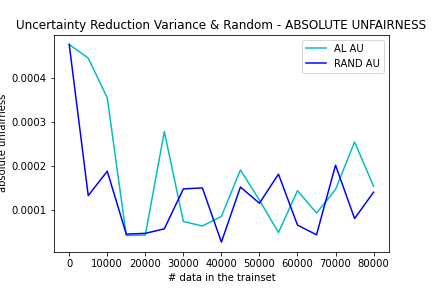 Uncertainty Reduction Variance & Random - ABSOLUTE UNFAIRNESS
AL AU
RAND AU
0.0004
0.0003
0.0002
0.0001
absolute unfairness
0 10000 20000 30000 40000 50000 60000 70000 80000
# data in the trainset